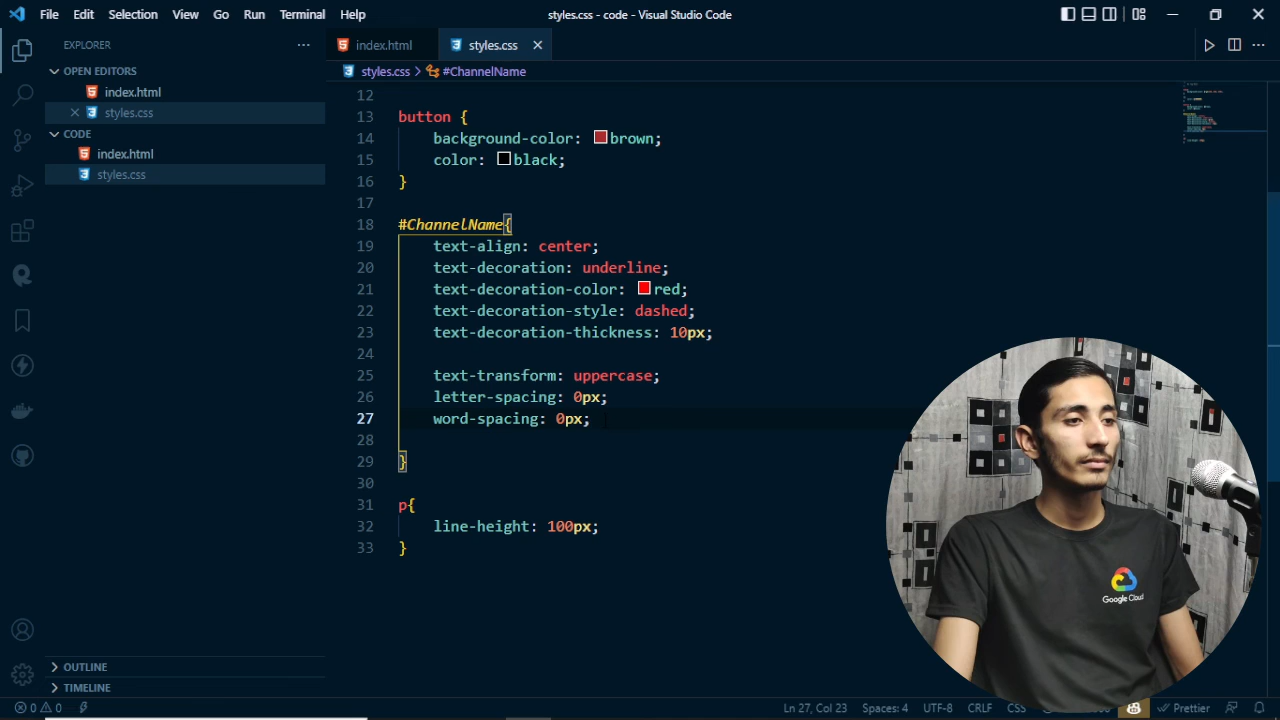 File Edit Selection View Go Run Terminal Help
styles.css - code - Visual Studio Code
EXPLORER
OPEN EDITORS
index.html
styles.css
CODE
index.html
styles.css
OUTLINE
TIMELINE
index.html styles.css
styles.css > #ChannelName
12
13 button {
14 background-color: brown;
15 color: black;
16 }
17
18 #ChannelName{
19 text-align: center;
20 text-decoration: underline;
21 text-decoration-color: red;
22 text-decoration-style: dashed;
23 text-decoration-thickness: 10px;
24
25 text-transform: uppercase;
26 letter-spacing: 0px;
27 word-spacing: 0px;
28
29 }
30
31 p{
32 line-height: 100px;
33 }
Google Cloud
0 0 Ln 27, Col 23 Spaces: 4 UTF-8 CRLF CSS Prettier